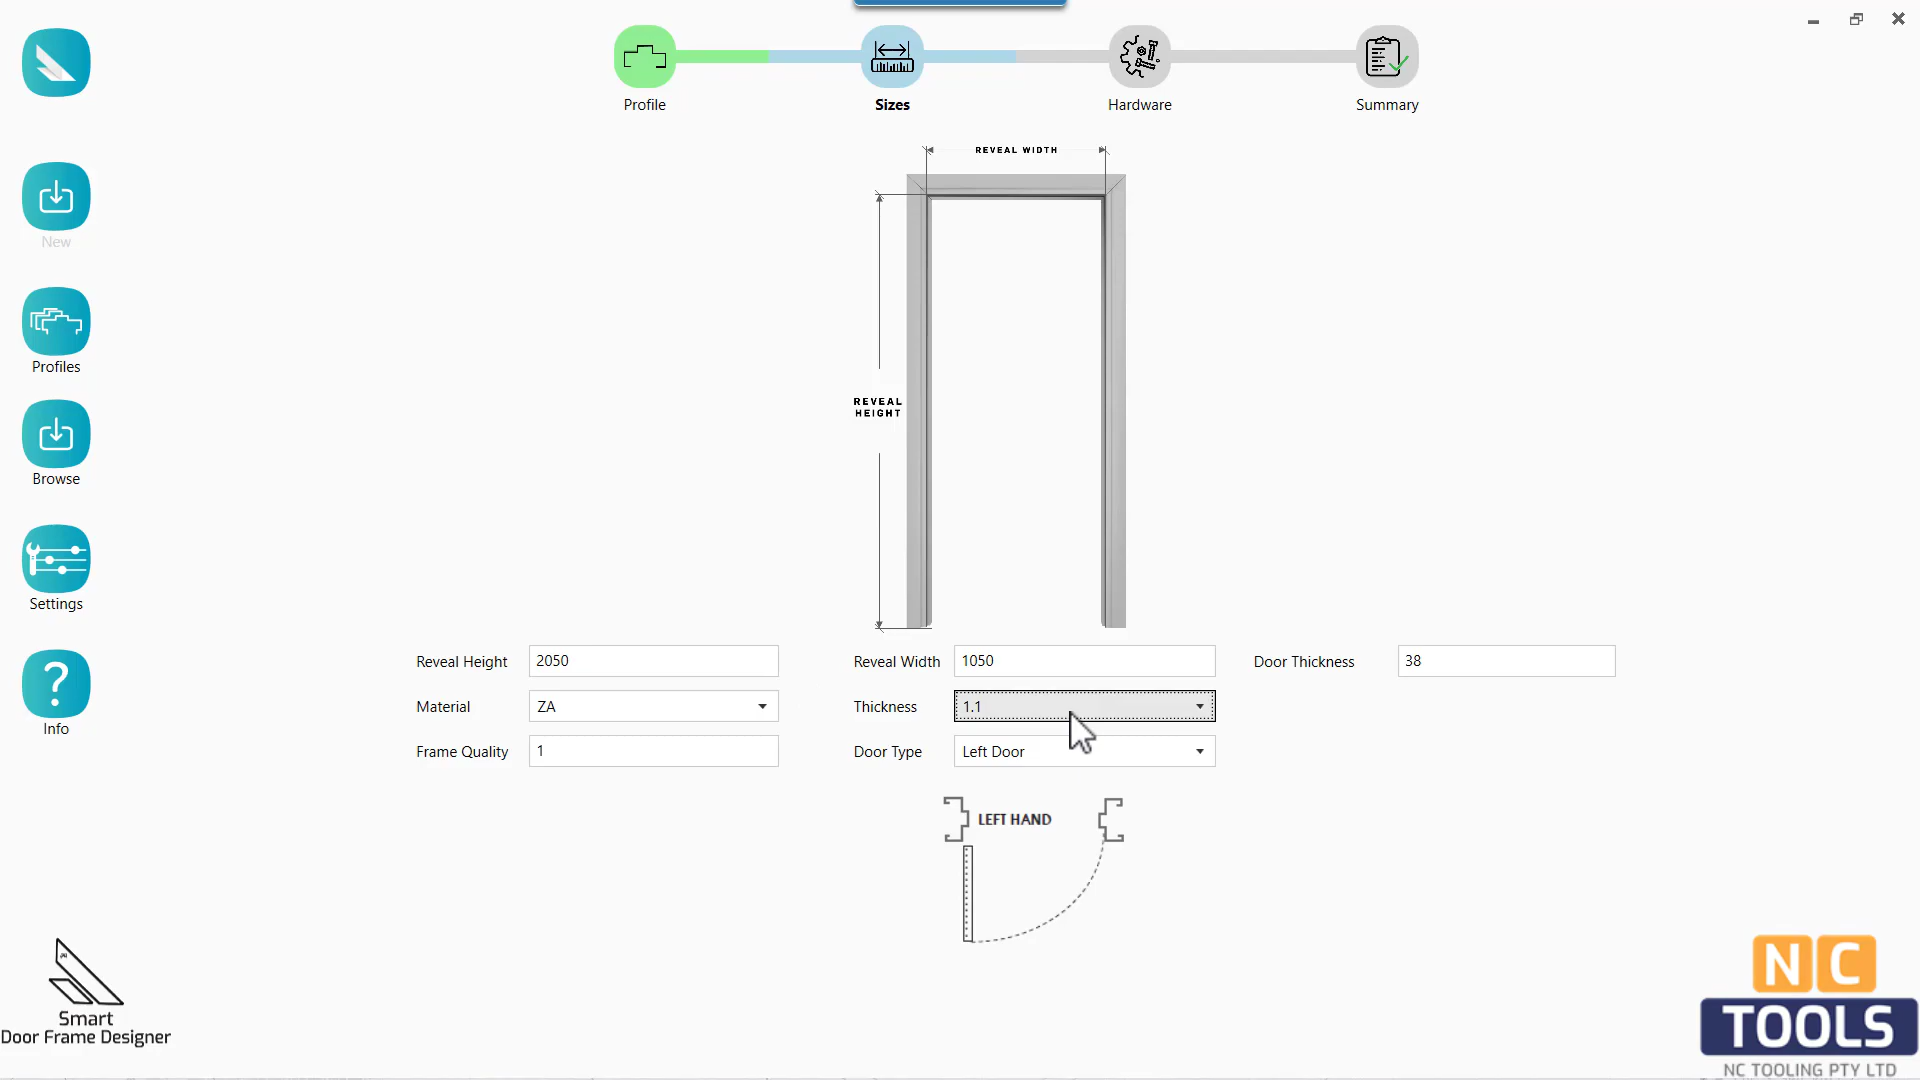 Profile
Sizes
Hardware
Summary
REVEAL WIDTH
New
Profiles
REVEAL
HEIGHT
Browse
Settings
Reveal Height 2050 Reveal Width 1050 Door Thickness 38
Material ZA Thickness 1.1
Info
Frame Quality 1 Door Type Left Door
LEFT HAND
Smart
Door Frame Designer
NC
TOOLS
NC TOOLING PTY LTD